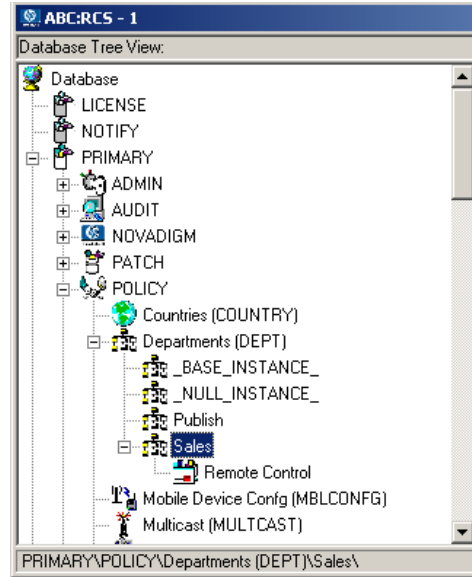 ABC:RCS - 1
Database Tree View:
Database
LICENSE
NOTIFY
PRIMARY
ADMIN
AUDIT
NOVADIGM
PATCH
POLICY
Countries (COUNTRY)
Departments (DEPT)
_BASE_INSTANCE_
_NULL_INSTANCE_
Publish
Sales
Remote Control
Mobile Device Confg (MBLCONFG)
Multicast (MULTCAST)
PRIMARY\POLICY\Departments (DEPT)\Sales\